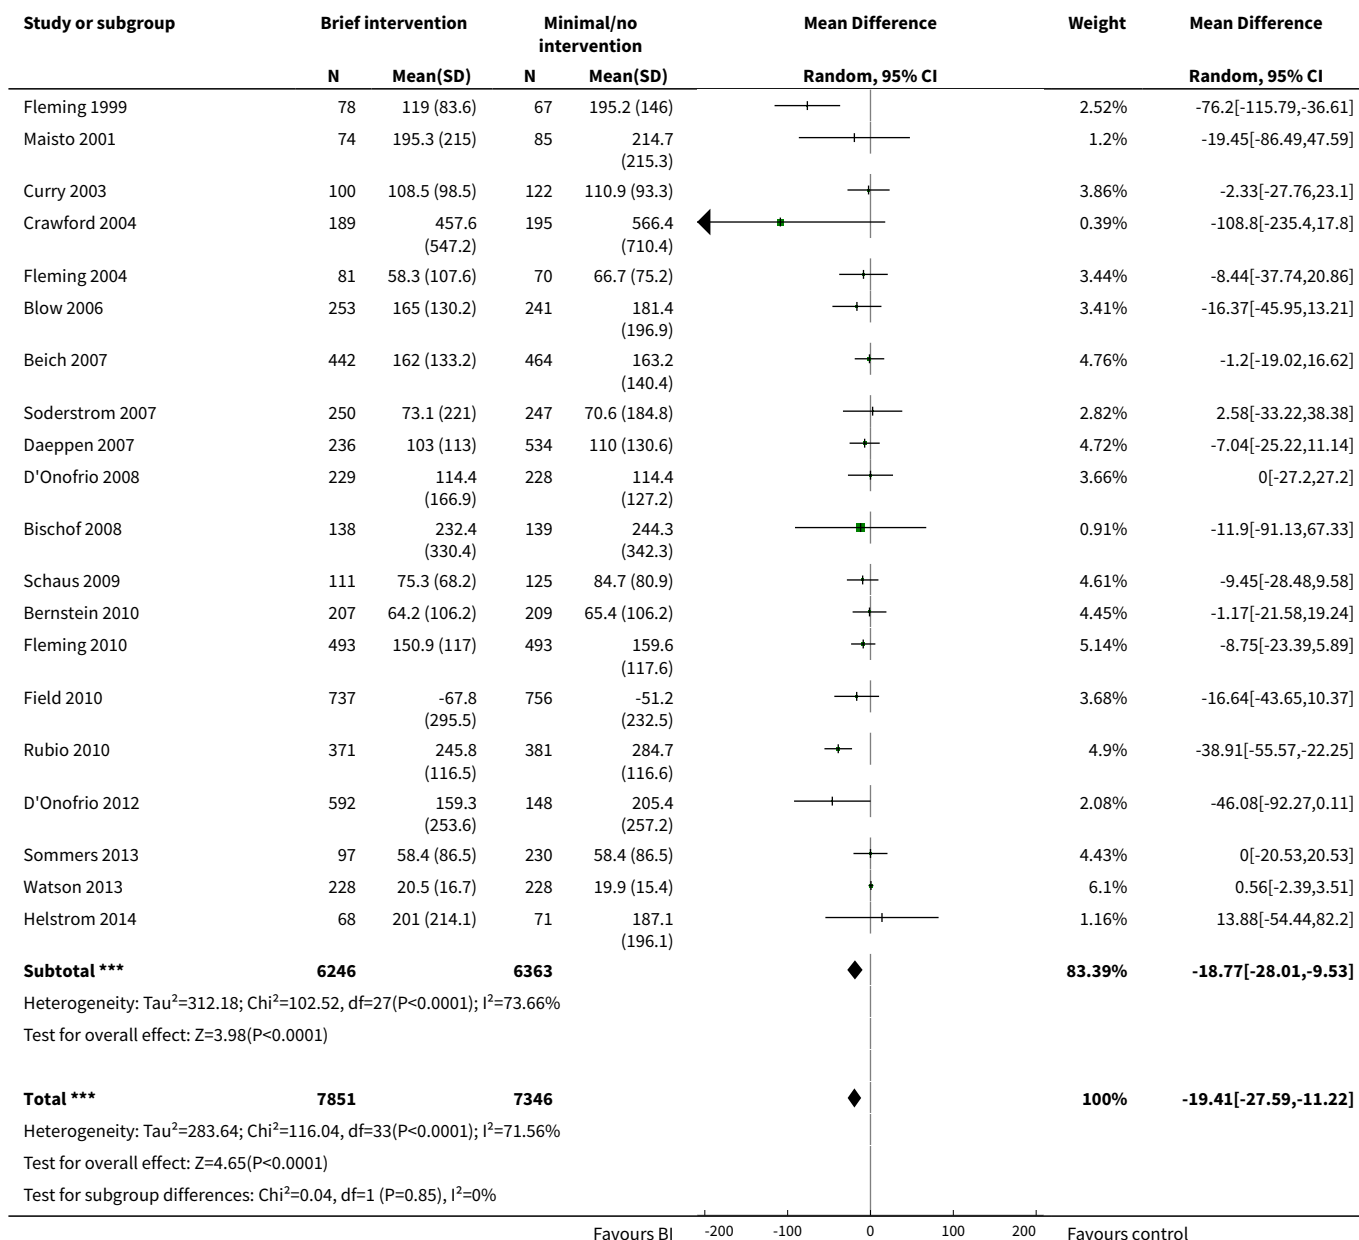 Study or subgroup Brief intervention Minimal/no intervention Mean Difference Weight Mean Difference
N Mean(SD) N Mean(SD) Random, 95% CI Random, 95% CI
Fleming 1999 78 119 (83.6) 67 195.2 (146) 2.52% -76.2[-115.79,-36.61]
Maisto 2001 74 195.3 (215) 85 214.7 (215.3) 1.2% -19.45[-86.49,47.59]
Curry 2003 100 108.5 (98.5) 122 110.9 (93.3) 3.86% -2.33[-27.76,23.1]
Crawford 2004 189 457.6 (547.2) 195 566.4 (710.4) 0.39% -108.8[-235.4,17.8]
Fleming 2004 81 58.3 (107.6) 70 66.7 (75.2) 3.44% -8.44[-37.74,20.86]
Blow 2006 253 165 (130.2) 241 181.4 (196.9) 3.41% -16.37[-45.95,13.21]
Beich 2007 442 162 (133.2) 464 163.2 (140.4) 4.76% -1.2[-19.02,16.62]
Soderstrom 2007 250 73.1 (221) 247 70.6 (184.8) 2.82% 2.58[-33.22,38.38]
Daeppen 2007 236 103 (113) 534 110 (130.6) 4.72% -7.04[-25.22,11.14]
D'Onofrio 2008 229 114.4 (166.9) 228 114.4 (127.2) 3.66% 0[-27.2,27.2]
Bischof 2008 138 232.4 (330.4) 139 244.3 (342.3) 0.91% -11.9[-91.13,67.33]
Schaus 2009 111 75.3 (68.2) 125 84.7 (80.9) 4.61% -9.45[-28.48,9.58]
Bernstein 2010 207 64.2 (106.2) 209 65.4 (106.2) 4.45% -1.17[-21.58,19.24]
Fleming 2010 493 150.9 (117) 493 159.6 (117.6) 5.14% -8.75[-23.39,5.89]
Field 2010 737 -67.8 (295.5) 756 -51.2 (232.5) 3.68% -16.64[-43.65,10.37]
Rubio 2010 371 245.8 (116.5) 381 284.7 (116.6) 4.9% -38.91[-55.57,-22.25]
D'Onofrio 2012 592 159.3 (253.6) 148 205.4 (257.2) 2.08% -46.08[-92.27,0.11]
Sommers 2013 97 58.4 (86.5) 230 58.4 (86.5) 4.43% 0[-20.53,20.53]
Watson 2013 228 20.5 (16.7) 228 19.9 (15.4) 6.1% 0.56[-2.39,3.51]
Helstrom 2014 68 201 (214.1) 71 187.1 (196.1) 1.16% 13.88[-54.44,82.2]
Subtotal *** 6246 6363 83.39% -18.77[-28.01,-9.53]
Heterogeneity: Tau²=312.18; Chi²=102.52, df=27(P<0.0001); I²=73.66%
Test for overall effect: Z=3.98(P<0.0001)
Total *** 7851 7346 100% -19.41[-27.59,-11.22]
Heterogeneity: Tau²=283.64; Chi²=116.04, df=33(P<0.0001); I²=71.56%
Test for overall effect: Z=4.65(P<0.0001)
Test for subgroup differences: Chi²=0.04, df=1 (P=0.85), I²=0%
Favours BI -200 -100 0 100 200 Favours control